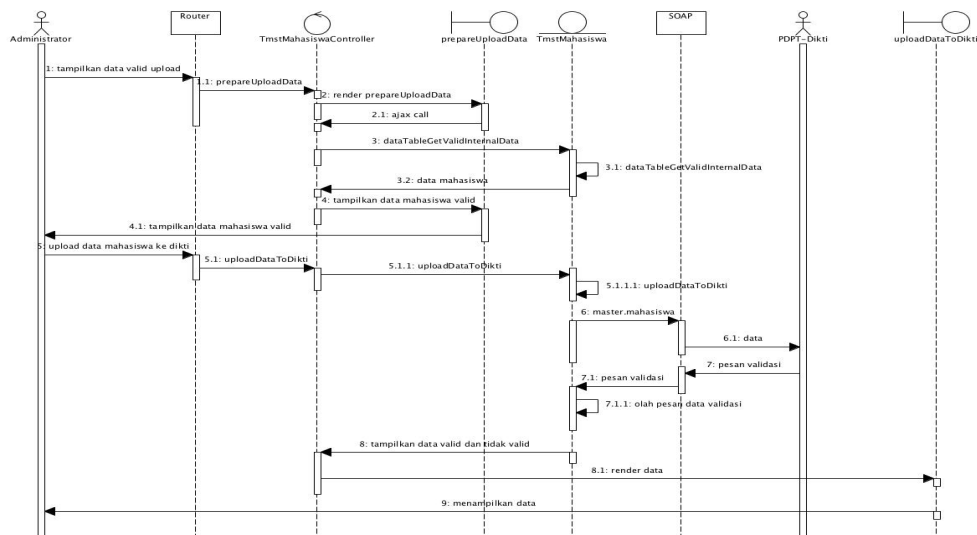 Router
SOAP
Administrator
TmstMahasiswaController
prepareUploadData
TmstMahasiswa
PDPT-Dikti
uploadDataToDikti
1: tampilkan data valid upload
1.1: prepareUploadData
2: render prepareUploadData
2.1: ajax call
3: dataTableGetValidInternalData
3.1: dataTableGetValidInternalData
3.2: data mahasiswa
4: tampilkan data mahasiswa valid
4.1: tampilkan data mahasiswa valid
5: upload data mahasiswa ke dikti
5.1: uploadDataToDikti
5.1.1: uploadDataToDikti
5.1.1.1: uploadDataToDikti
6: master.mahasiswa
6.1: data
7: pesan validasi
7.1: pesan validasi
7.1.1: olah pesan data validasi
8: tampilkan data valid dan tidak valid
8.1: render data
9: menampilkan data